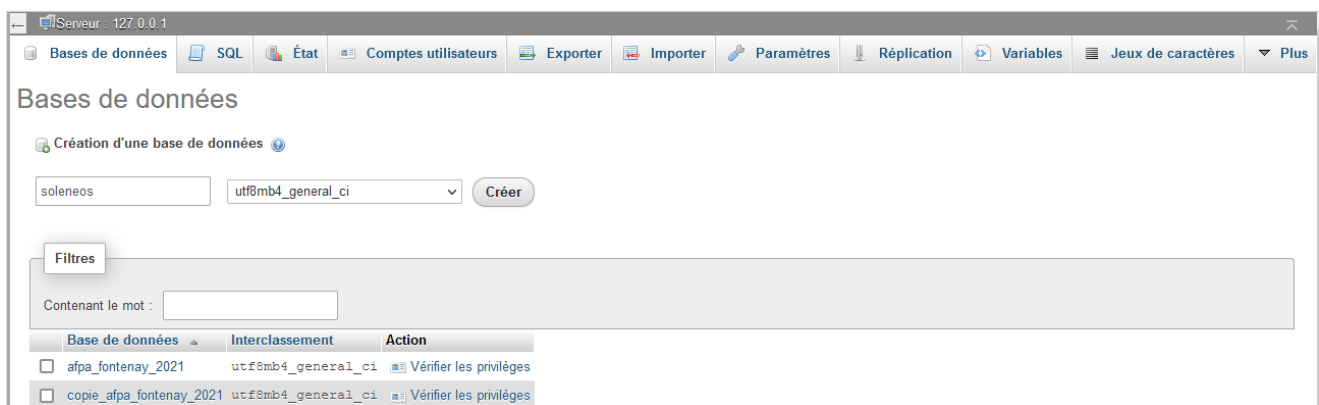 Serveur : 127.0.0.1
Bases de données SQL État Comptes utilisateurs Exporter Importer Paramètres Réplication Variables Jeux de caractères Plus
Bases de données
Création d'une base de données
soleneos utf8mb4_general_ci Créer
Filtres
Contenant le mot :
Base de données Interclassement Action
afpa_fontenay_2021 utf8mb4_general_ci Vérifier les privilèges
copie_afpa_fontenay_2021 utf8mb4_general_ci Vérifier les privilèges